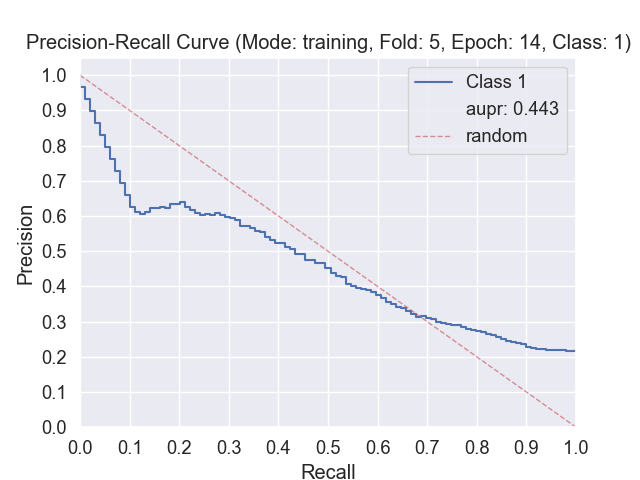 Precision-Recall Curve (Mode: training, Fold: 5, Epoch: 14, Class: 1)
Class 1
aupr: 0.443
random
1.0
0.9
0.8
0.7
0.6
0.5
0.4
0.3
0.2
0.1
0.0
Precision
0.0 0.1 0.2 0.3 0.4 0.5 0.6 0.7 0.8 0.9 1.0
Recall